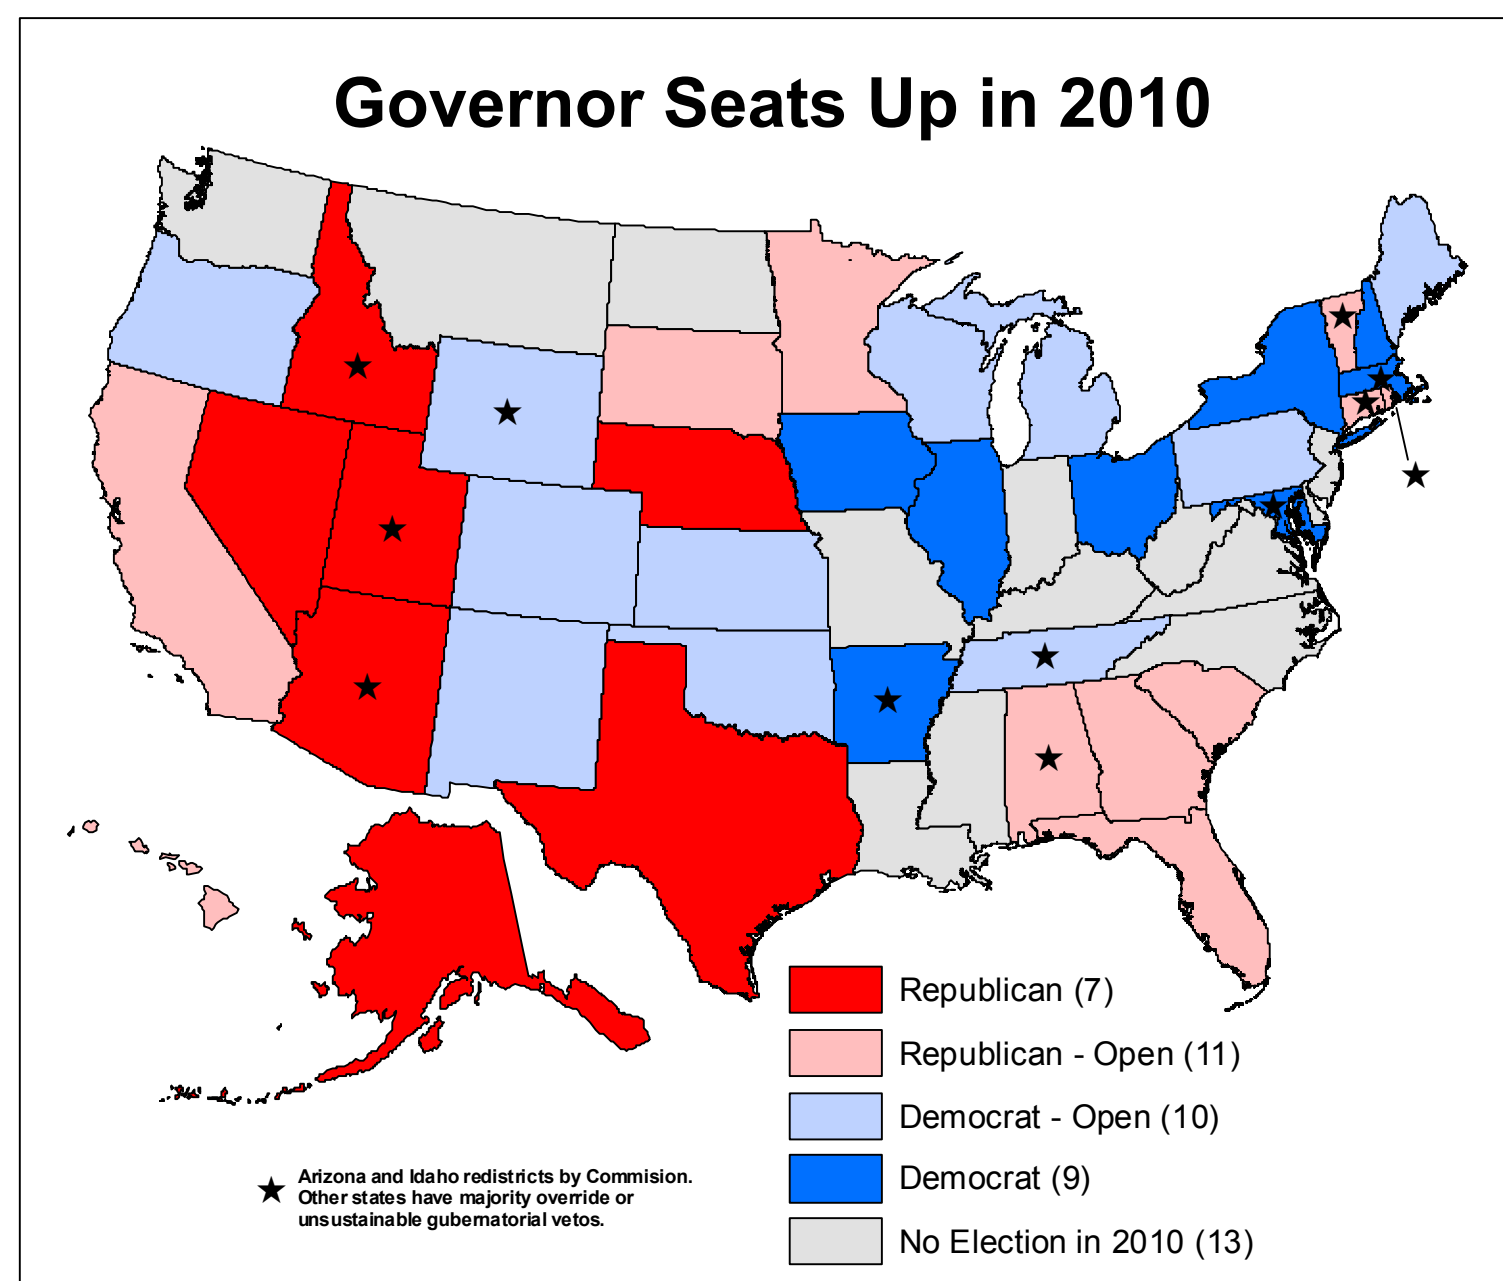 Governor Seats Up in 2010
Republican (7)
Republican - Open (11)
Democrat - Open (10)
Democrat (9)
No Election in 2010 (13)
Arizona and Idaho redistricts by Commision.
Other states have majority override or
unsustainable gubernatorial vetos.